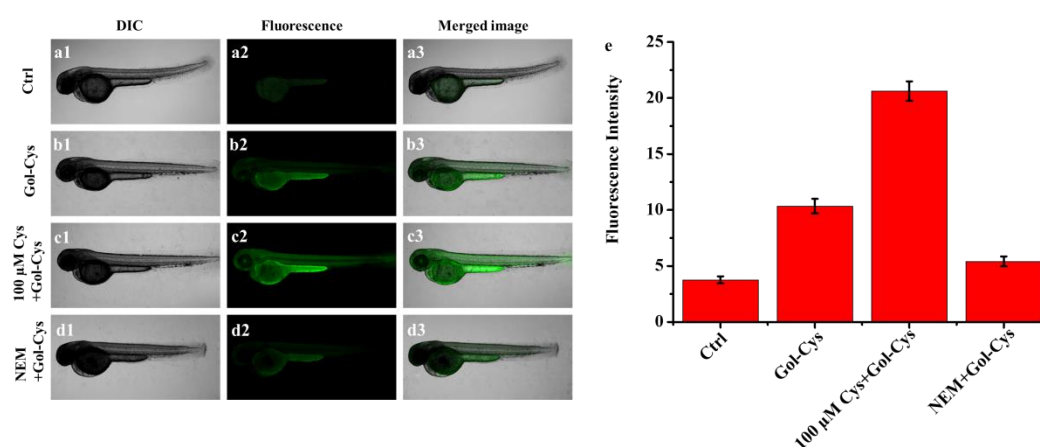 DIC Fluorescence Merged image
Ctrl a1 a2 a3
Gol-Cys b1 b2 b3
100 µM Cys
+Gol-Cys c1 c2 c3
NEM
+Gol-Cys d1 d2 d3
e
Fluorescence Intensity
25
20
15
10
5
0
Ctrl
Gol-Cys
100 µM Cys+Gol-Cys
NEM+Gol-Cys